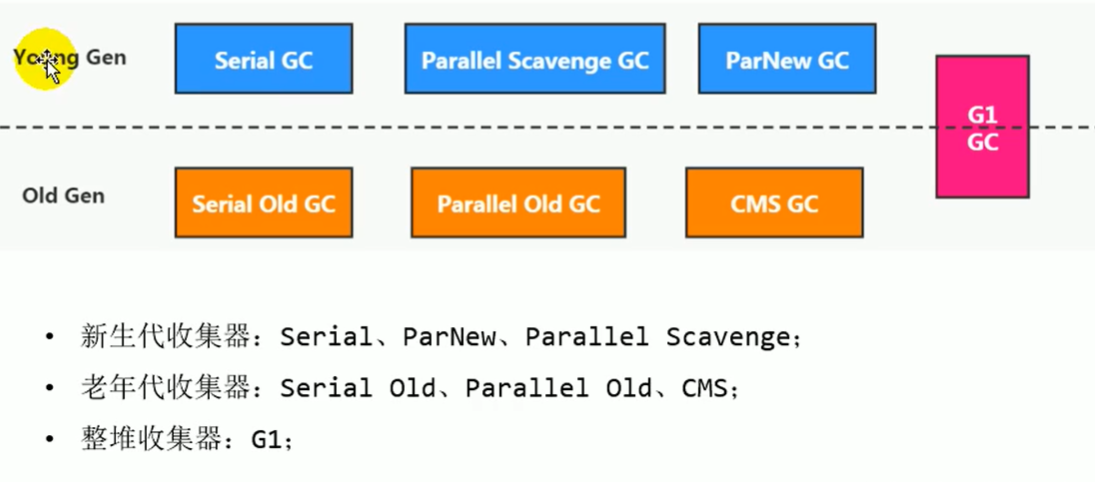 Young Gen
Serial GC
Parallel Scavenge GC
ParNew GC
G1
GC
Old Gen
Serial Old GC
Parallel Old GC
CMS GC
• 新生代收集器：Serial、ParNew、Parallel Scavenge；
• 老年代收集器：Serial Old、Parallel Old、CMS；
• 整堆收集器：G1；